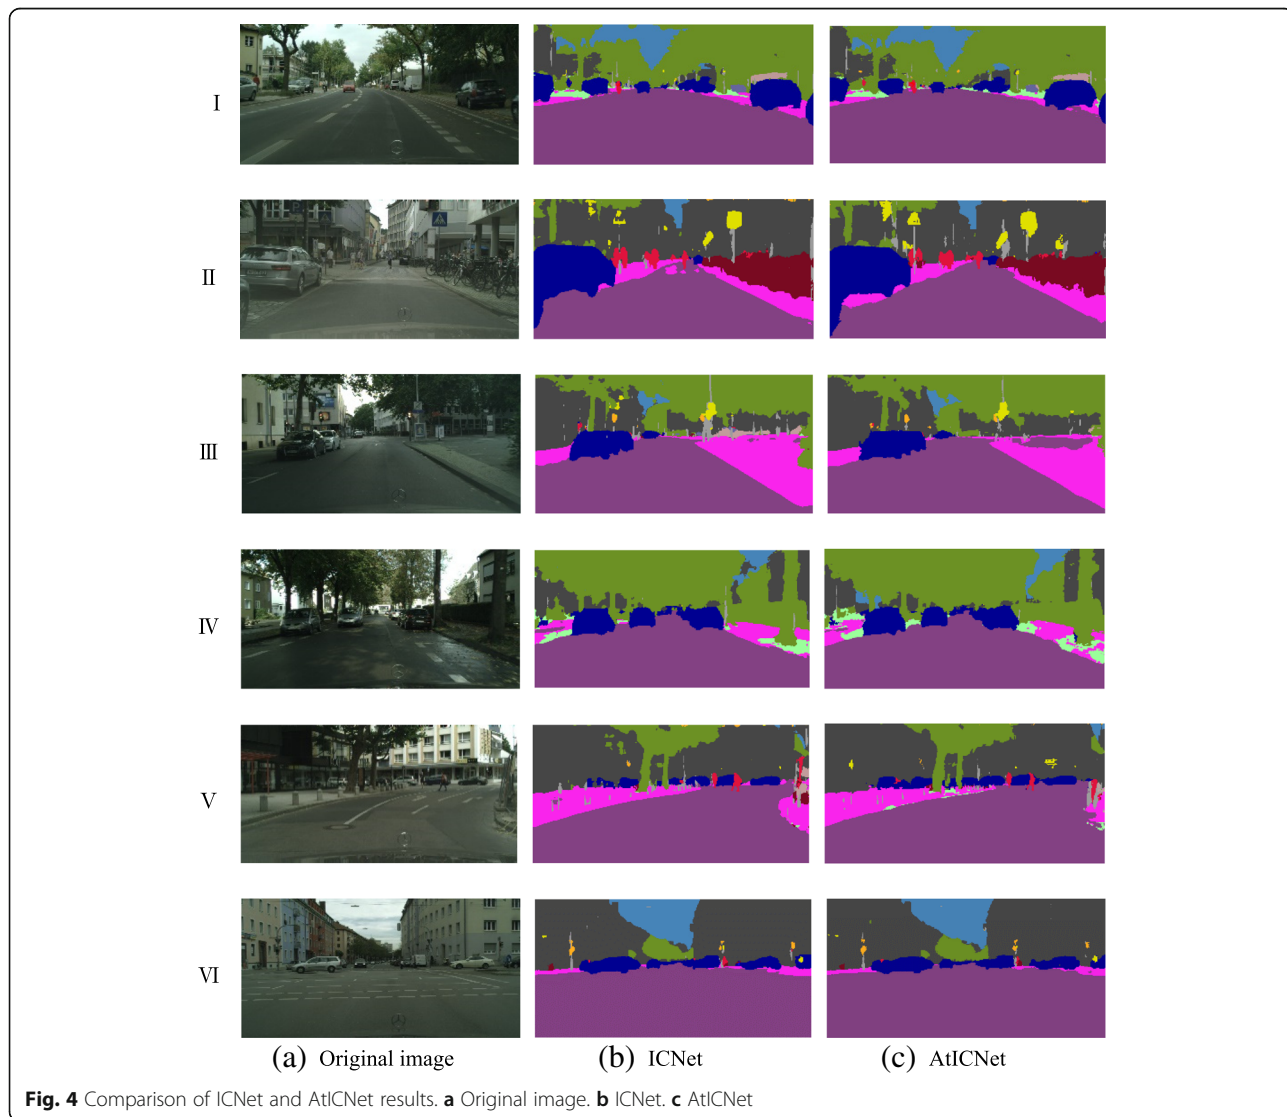 I
II
III
IV
V
VI
(a) Original image (b) ICNet (c) AtICNet
Fig. 4 Comparison of ICNet and AtICNet results. a Original image. b ICNet. c AtICNet